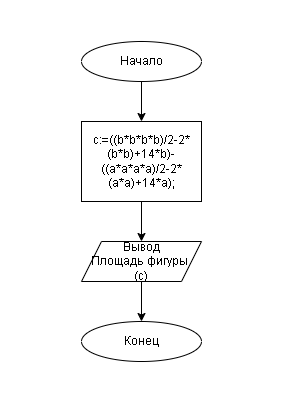 Начало
c:=((b*b*b*b)/2-2*
(b*b)+14*b)-
((a*a*a*a)/2-2*
(a*a)+14*a);
Вывод
Площадь фигуры
(c)
Конец